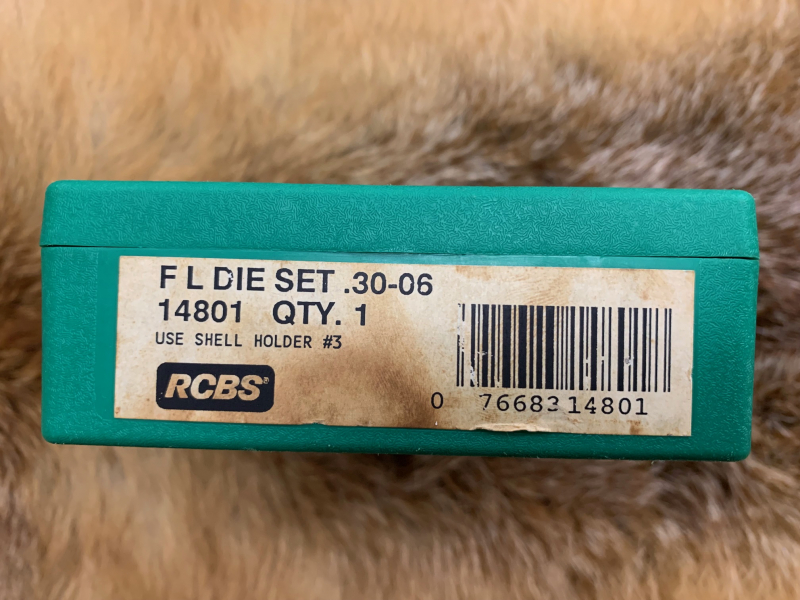 F L DIE SET .30-06
14801 QTY. 1
USE SHELL HOLDER #3
RCBS®
0 76683 14801